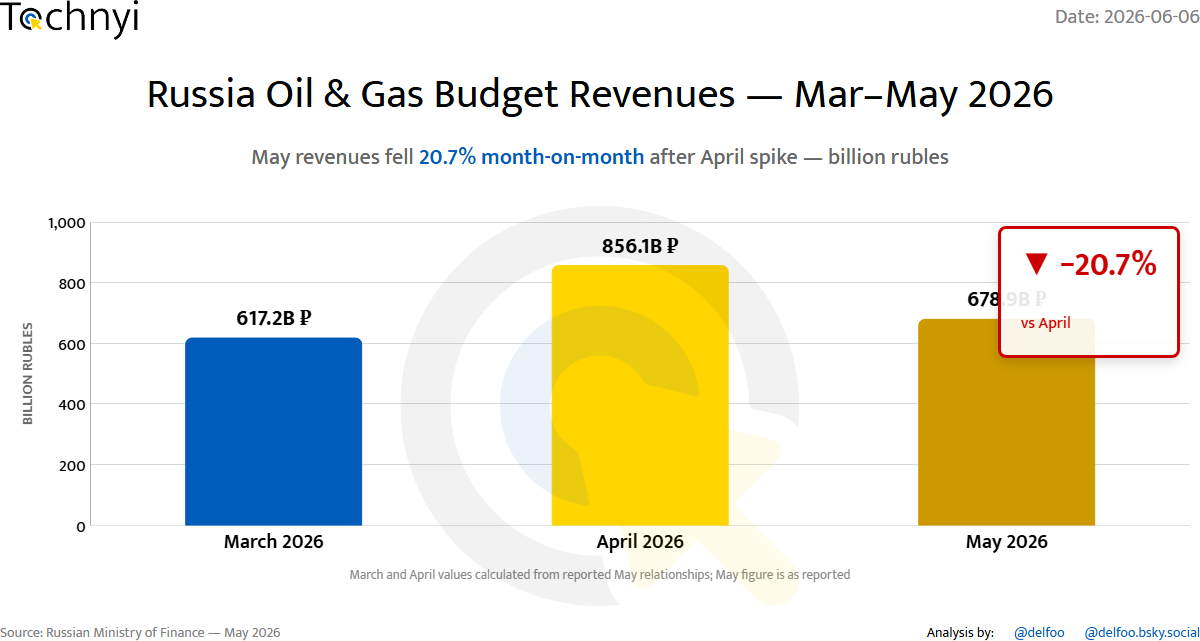 Tochnyi
Date: 2026-06-06
Russia Oil & Gas Budget Revenues — Mar–May 2026
May revenues fell 20.7% month-on-month after April spike — billion rubles
BILLION RUBLES
1,000
800
600
400
200
0
617.2B ₽
856.1B ₽
678.9B ₽
▼ −20.7%
vs April
March 2026
April 2026
May 2026
March and April values calculated from reported May relationships; May figure is as reported
Source: Russian Ministry of Finance — May 2026
Analysis by: @delfoo @delfoo.bsky.social